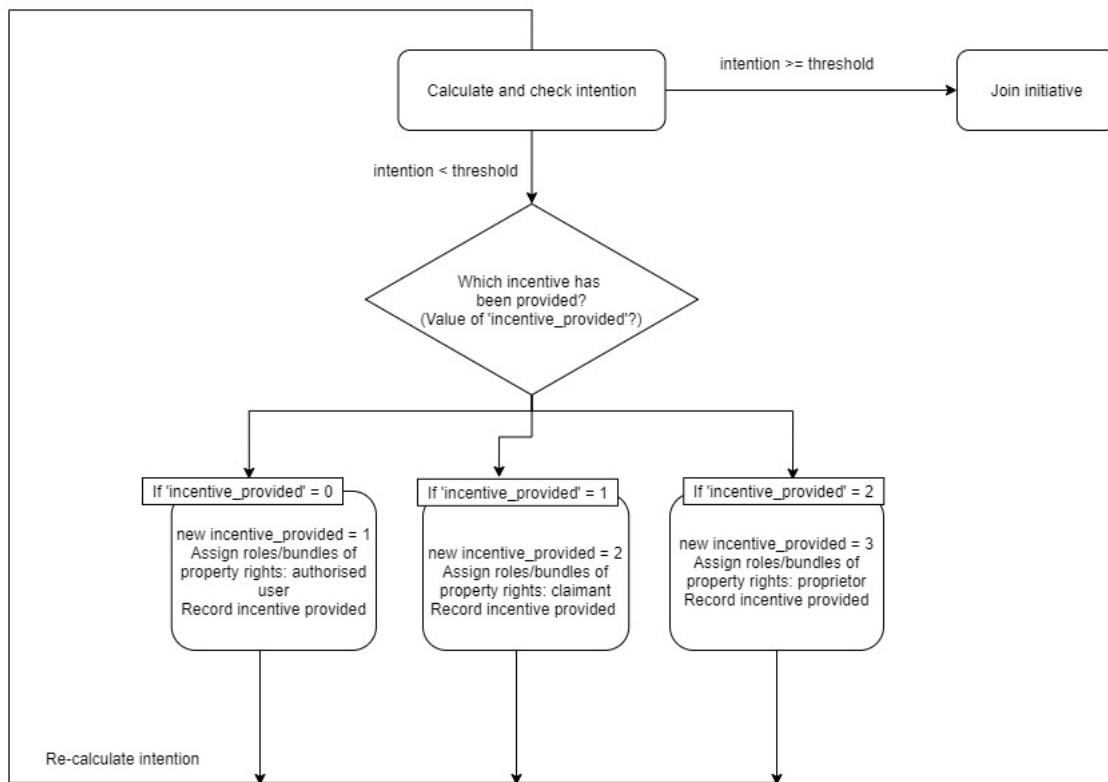 intention >= threshold
Calculate and check intention
Join initiative
intention < threshold
Which incentive has
been provided?
(Value of 'incentive_provided'?)
If 'incentive_provided' = 0
new incentive_provided = 1
Assign roles/bundles of
property rights: authorised
user
Record incentive provided
If 'incentive_provided' = 1
new incentive_provided = 2
Assign roles/bundles of
property rights: claimant
Record incentive provided
If 'incentive_provided' = 2
new incentive_provided = 3
Assign roles/bundles of
property rights: proprietor
Record incentive provided
Re-calculate intention